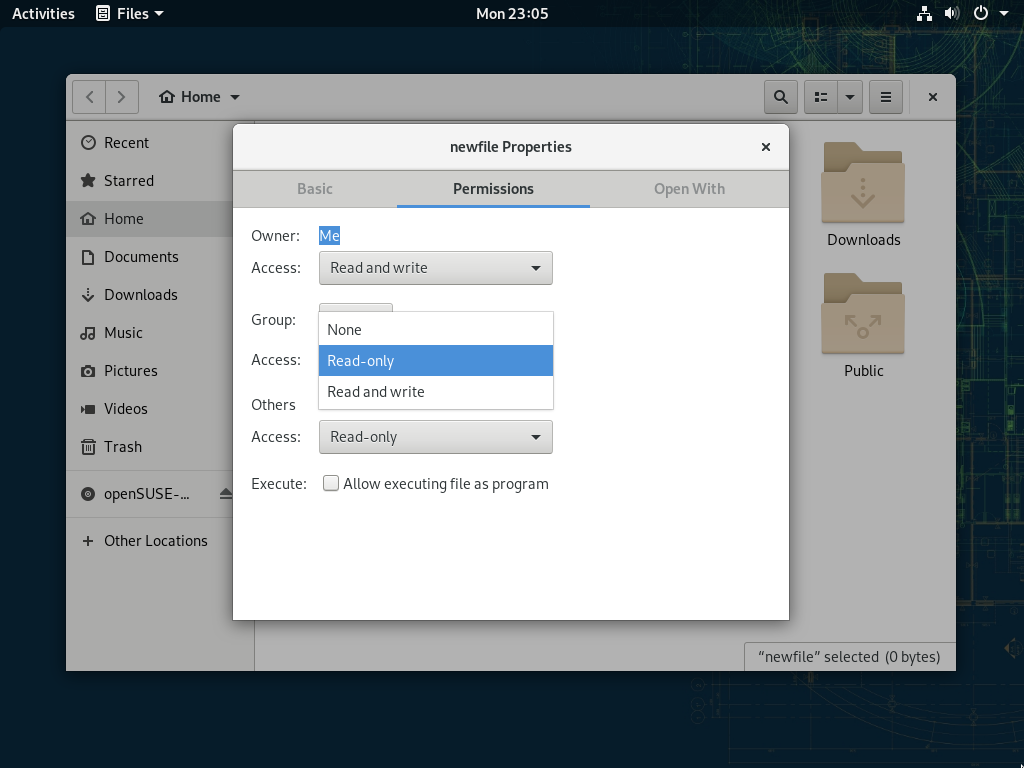 Activities Files Mon 23:05
Home
Recent
Starred
Home
Documents
Downloads
Music
Pictures
Videos
Trash
openSUSE-...
Other Locations
newfile Properties
Basic Permissions Open With
Owner: Me
Access: Read and write
Group:
None
Access: Read-only
Read and write
Others
Access: Read-only
Execute: Allow executing file as program
Downloads
Public
“newfile” selected (0 bytes)